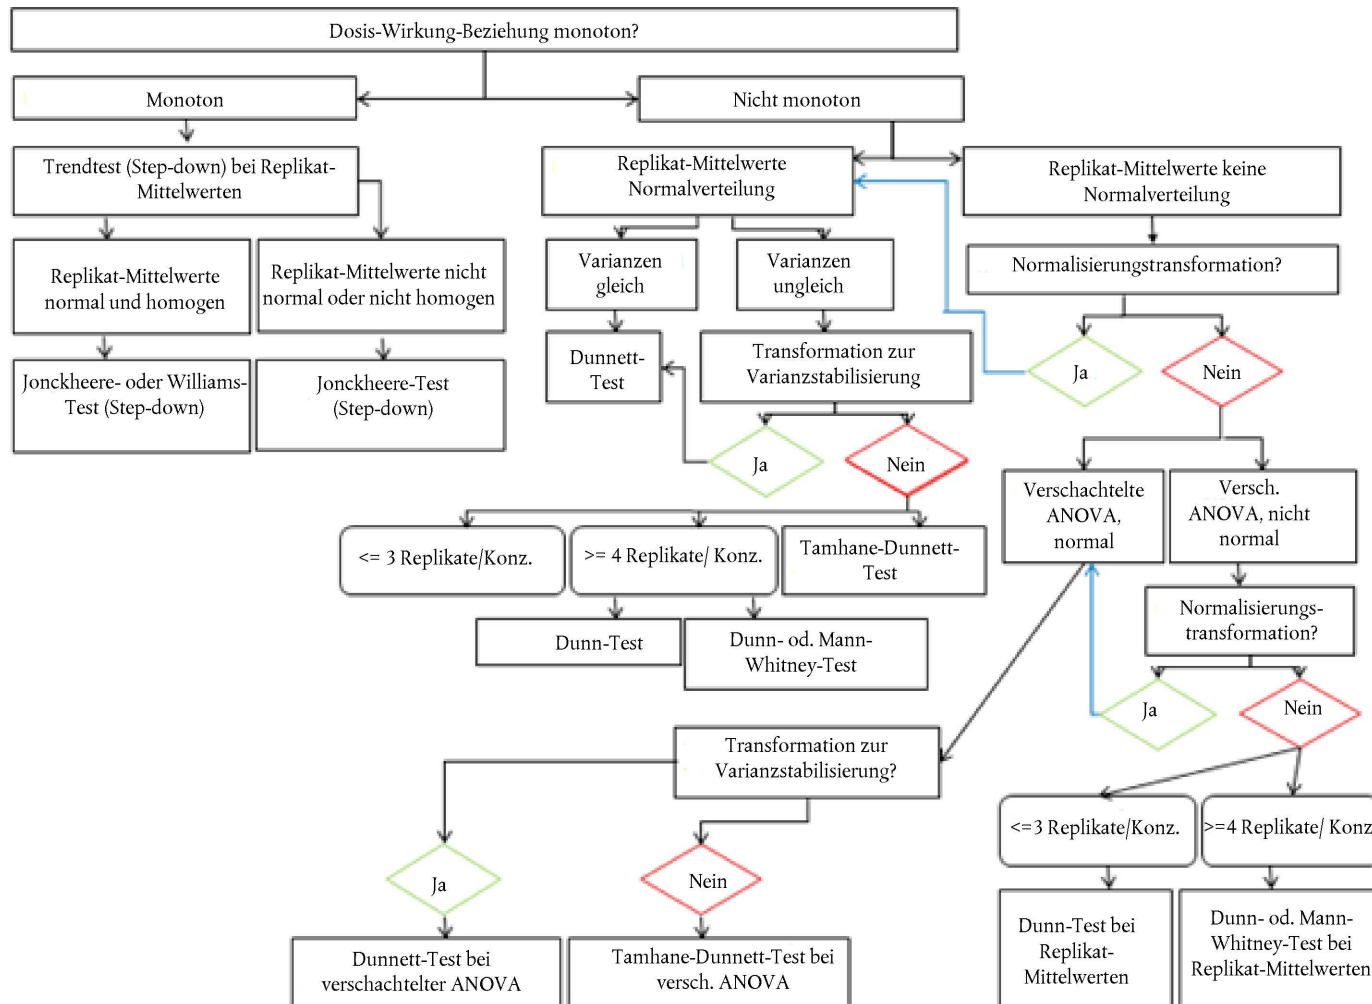 Dosis-Wirkung-Beziehung monoton?
Monoton
Nicht monoton
Trendtest (Step-down) bei Replikat-
Mittelwerten
Replikat-Mittelwerte
Normalverteilung
Replikat-Mittelwerte keine
Normalverteilung
Replikat-Mittelwerte
normal und homogen
Replikat-Mittelwerte nicht
normal oder nicht homogen
Varianzen
gleich
Varianzen
ungleich
Normalisierungstransformation?
Jonckheere- oder Williams-
Test (Step-down)
Jonckheere-Test
(Step-down)
Dunnett-
Test
Transformation zur
Varianzstabilisierung
Ja
Nein
Ja
Nein
Verschachtelte
ANOVA,
normal
Versch.
ANOVA, nicht
normal
<= 3 Replikate/Konz.
>= 4 Replikate/ Konz.
Tamhane-Dunnett-
Test
Dunn-Test
Dunn- od. Mann-
Whitney-Test
Normalisierungs-
transformation?
Ja
Nein
Transformation zur
Varianzstabilisierung?
<=3 Replikate/Konz.
>=4 Replikate/ Konz
Ja
Nein
Dunnett-Test bei
verschachtelter ANOVA
Tamhane-Dunnett-Test bei
versch. ANOVA
Dunn-Test bei
Replikat-
Mittelwerten
Dunn- od. Mann-
Whitney-Test bei
Replikat-Mittelwerten